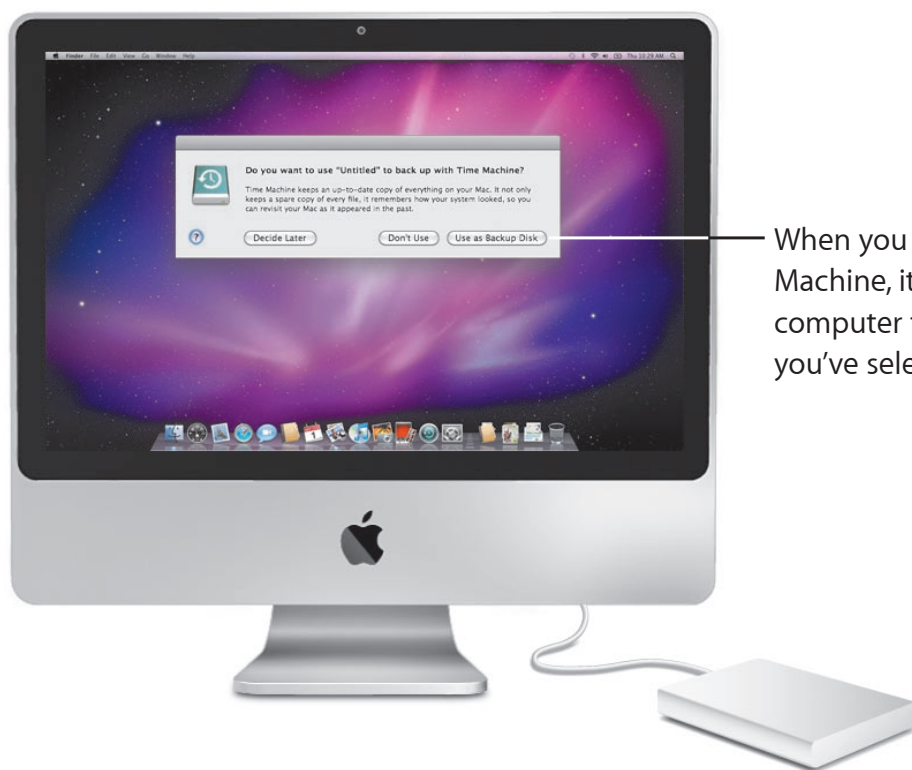 Finder File Edit View Go Window Help
Thu 10:29 AM
Do you want to use "Untitled" to back up with Time Machine?
Time Machine keeps an up-to-date copy of everything on your Mac. It not only
keeps a spare copy of every file, it remembers how your system looked, so you
can revisit your Mac as it appeared in the past.
?
Decide Later
Don't Use
Use as Backup Disk
When you
Machine, it
computer
you've sele
1